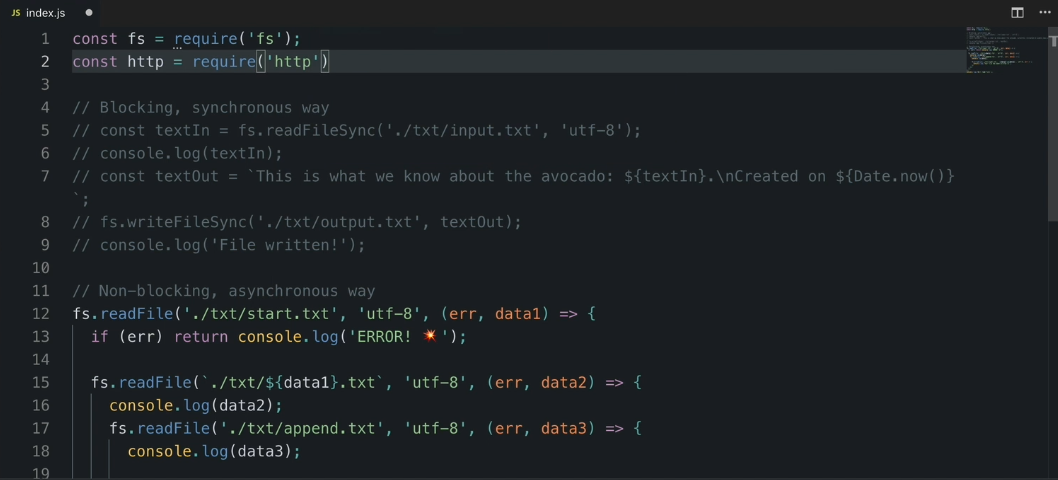 JS index.js ●
1 const fs = require('fs');
2 const http = require('http')
3
4 // Blocking, synchronous way
5 // const textIn = fs.readFileSync('./txt/input.txt', 'utf-8');
6 // console.log(textIn);
7 // const textOut = `This is what we know about the avocado: ${textIn}.\nCreated on ${Date.now()}
`;
8 // fs.writeFileSync('./txt/output.txt', textOut);
9 // console.log('File written!');
10
11 // Non-blocking, asynchronous way
12 fs.readFile('./txt/start.txt', 'utf-8', (err, data1) => {
13 if (err) return console.log('ERROR! 💥');
14
15 fs.readFile(`./txt/${data1}.txt`, 'utf-8', (err, data2) => {
16 console.log(data2);
17 fs.readFile('./txt/append.txt', 'utf-8', (err, data3) => {
18 console.log(data3);
19